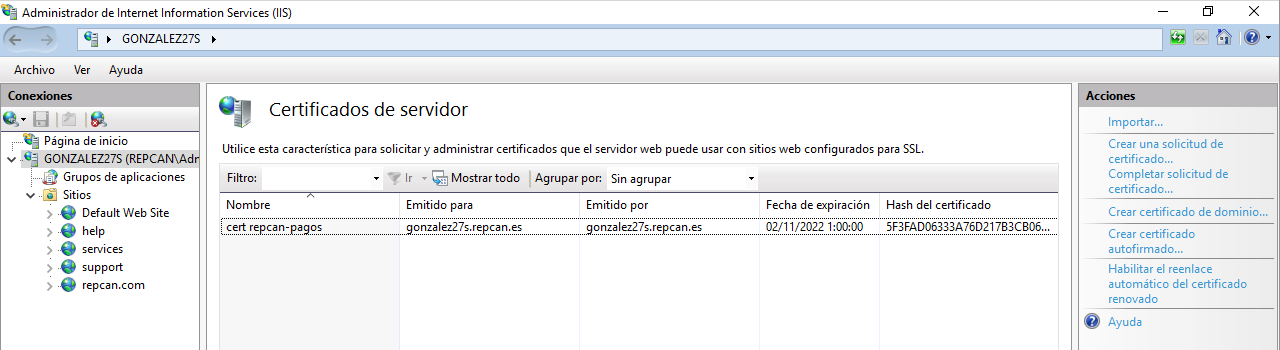 Administrador de Internet Information Services (IIS)
GONZALEZ27S
Archivo Ver Ayuda
Conexiones
Página de inicio
GONZALEZ27S (REPCAN\Adr
Grupos de aplicaciones
Sitios
Default Web Site
help
services
support
repcan.com
Certificados de servidor
Utilice esta característica para solicitar y administrar certificados que el servidor web puede usar con sitios web configurados para SSL.
Filtro: Ir Mostrar todo Agrupar por: Sin agrupar
Nombre Emitido para Emitido por Fecha de expiración Hash del certificado
cert repcan-pagos gonzalez27s.repcan.es gonzalez27s.repcan.es 02/11/2022 1:00:00 5F3FAD06333A76D217B3CB06...
Acciones
Importar...
Crear una solicitud de
certificado...
Completar solicitud de
certificado...
Crear certificado de dominio...
Crear certificado
autofirmado...
Habilitar el reenlace
automático del certificado
renovado
Ayuda